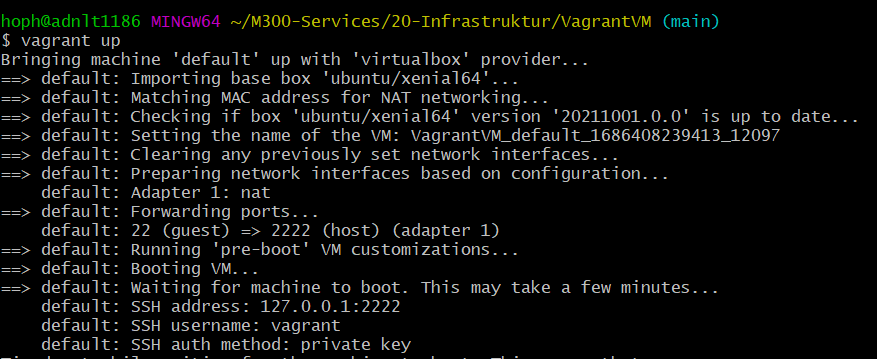 hoph@adnlt1186 MINGW64 ~/M300-Services/20-Infrastruktur/VagrantVM (main)
$ vagrant up
Bringing machine 'default' up with 'virtualbox' provider...
==> default: Importing base box 'ubuntu/xenial64'...
==> default: Matching MAC address for NAT networking...
==> default: Checking if box 'ubuntu/xenial64' version '20211001.0.0' is up to date...
==> default: Setting the name of the VM: VagrantVM_default_1686408239413_12097
==> default: Clearing any previously set network interfaces...
==> default: Preparing network interfaces based on configuration...
    default: Adapter 1: nat
==> default: Forwarding ports...
    default: 22 (guest) => 2222 (host) (adapter 1)
==> default: Running 'pre-boot' VM customizations...
==> default: Booting VM...
==> default: Waiting for machine to boot. This may take a few minutes...
    default: SSH address: 127.0.0.1:2222
    default: SSH username: vagrant
    default: SSH auth method: private key